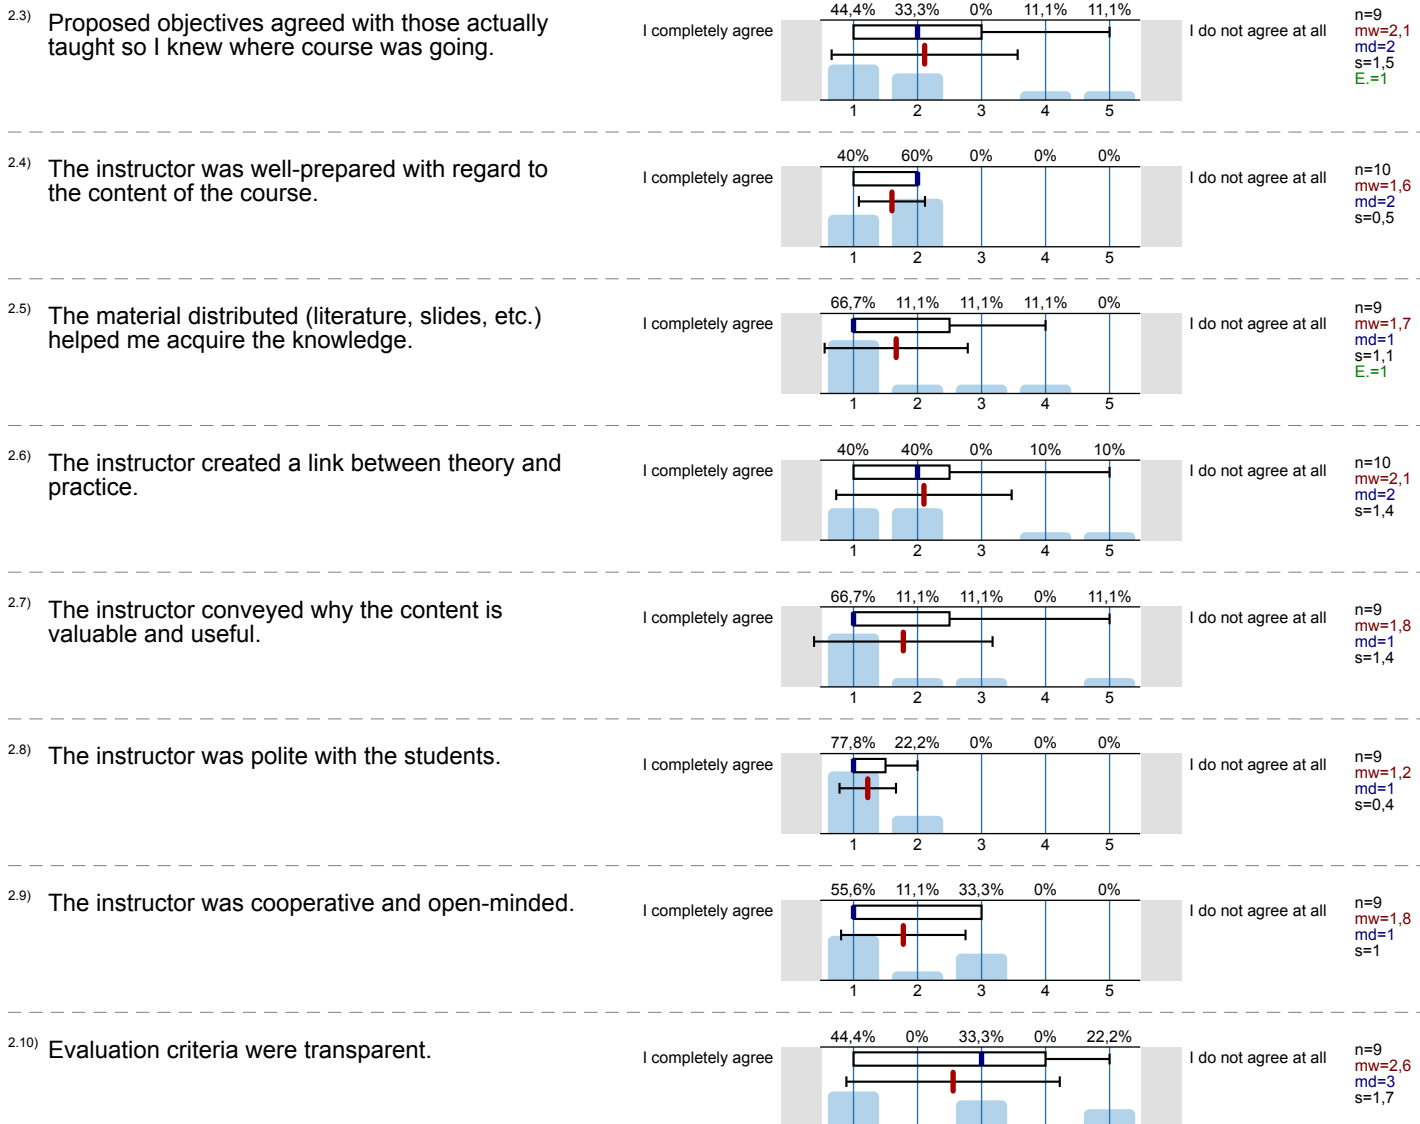 2.3) Proposed objectives agreed with those actually
taught so I knew where course was going.
44,4% 33,3% 0% 11,1% 11,1%
I completely agree
I do not agree at all
1 2 3 4 5
n=9
mw=2,1
md=2
s=1,5
E.=1
2.4) The instructor was well-prepared with regard to
the content of the course.
40% 60% 0% 0% 0%
I completely agree
I do not agree at all
1 2 3 4 5
n=10
mw=1,6
md=2
s=0,5
2.5) The material distributed (literature, slides, etc.)
helped me acquire the knowledge.
66,7% 11,1% 11,1% 11,1% 0%
I completely agree
I do not agree at all
1 2 3 4 5
n=9
mw=1,7
md=1
s=1,1
E.=1
2.6) The instructor created a link between theory and
practice.
40% 40% 0% 10% 10%
I completely agree
I do not agree at all
1 2 3 4 5
n=10
mw=2,1
md=2
s=1,4
2.7) The instructor conveyed why the content is
valuable and useful.
66,7% 11,1% 11,1% 0% 11,1%
I completely agree
I do not agree at all
1 2 3 4 5
n=9
mw=1,8
md=1
s=1,4
2.8) The instructor was polite with the students.
77,8% 22,2% 0% 0% 0%
I completely agree
I do not agree at all
1 2 3 4 5
n=9
mw=1,2
md=1
s=0,4
2.9) The instructor was cooperative and open-minded.
55,6% 11,1% 33,3% 0% 0%
I completely agree
I do not agree at all
1 2 3 4 5
n=9
mw=1,8
md=1
s=1
2.10) Evaluation criteria were transparent.
44,4% 0% 33,3% 0% 22,2%
I completely agree
I do not agree at all
n=9
mw=2,6
md=3
s=1,7